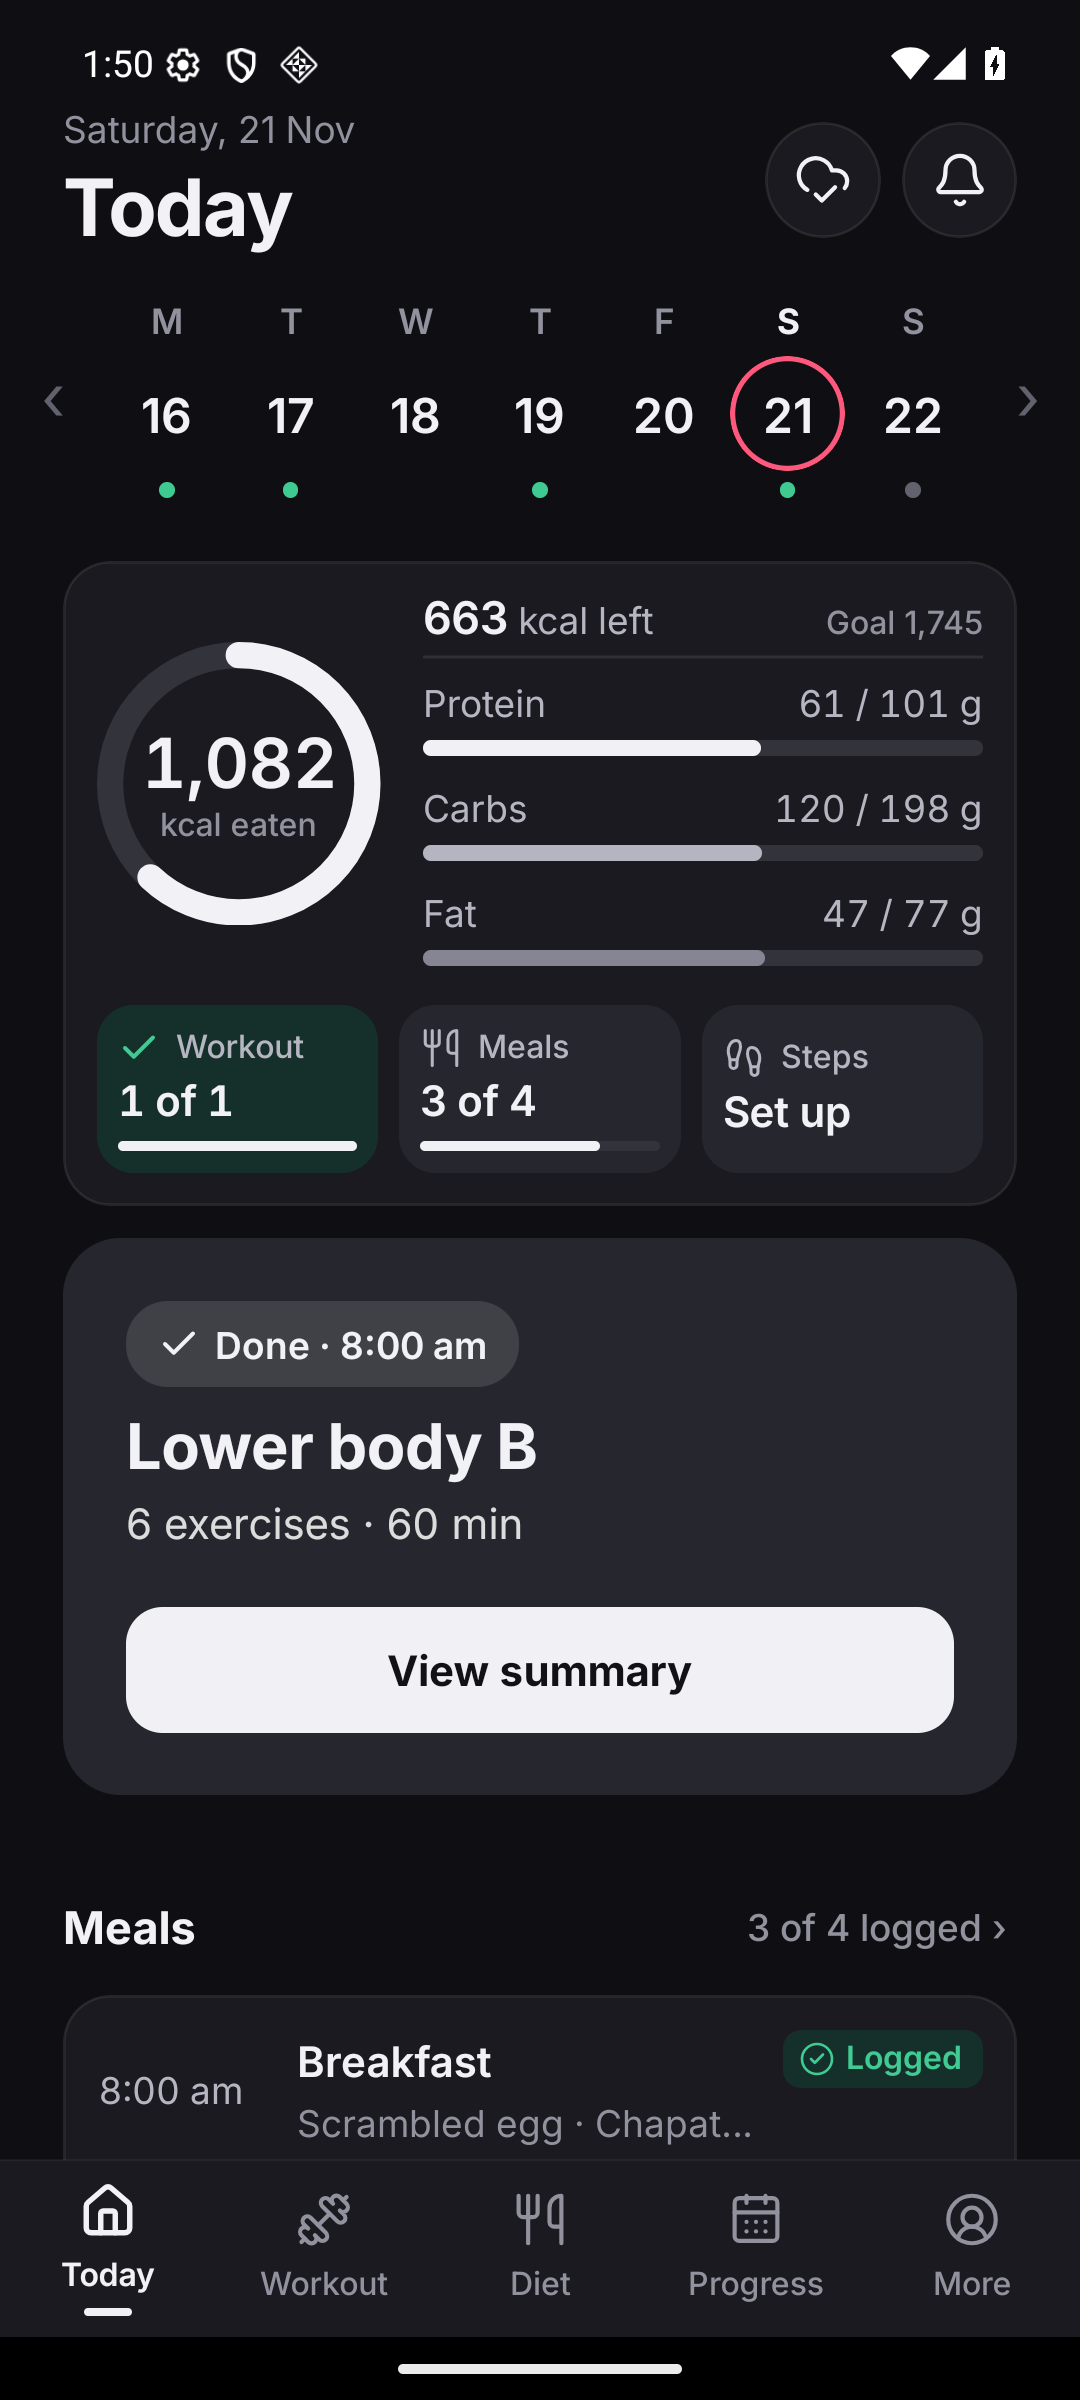 1:50
Saturday, 21 Nov
Today
M T W T F S S
‹ 16 17 18 19 20 21 22 ›
663 kcal left Goal 1,745
1,082
kcal eaten
Protein 61 / 101 g
Carbs 120 / 198 g
Fat 47 / 77 g
Workout
1 of 1
Meals
3 of 4
Steps
Set up
Done · 8:00 am
Lower body B
6 exercises · 60 min
View summary
Meals 3 of 4 logged ›
8:00 am
Breakfast
Logged
Scrambled egg · Chapat...
Today Workout Diet Progress More